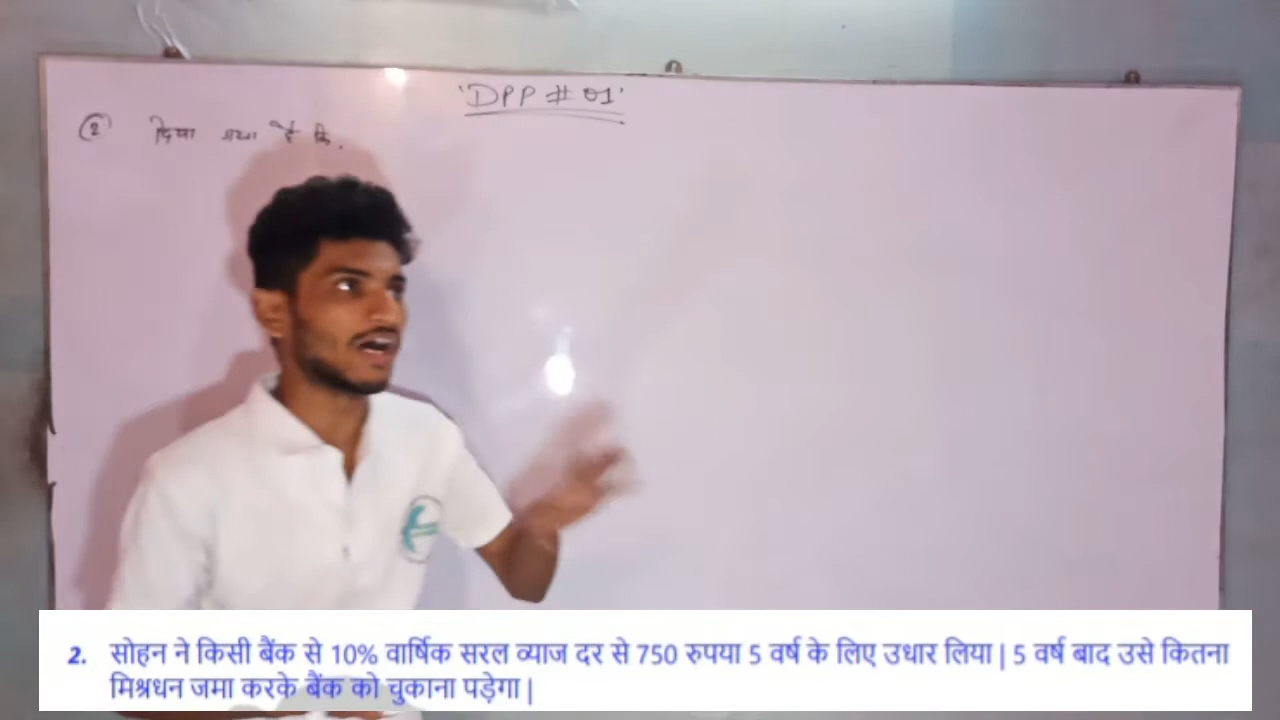 'DPP # 01'
(2) दिया गया है कि.
2. सोहन ने किसी बैंक से 10% वार्षिक सरल व्याज दर से 750 रुपया 5 वर्ष के लिए उधार लिया | 5 वर्ष बाद उसे कितना
मिश्रधन जमा करके बैंक को चुकाना पड़ेगा |